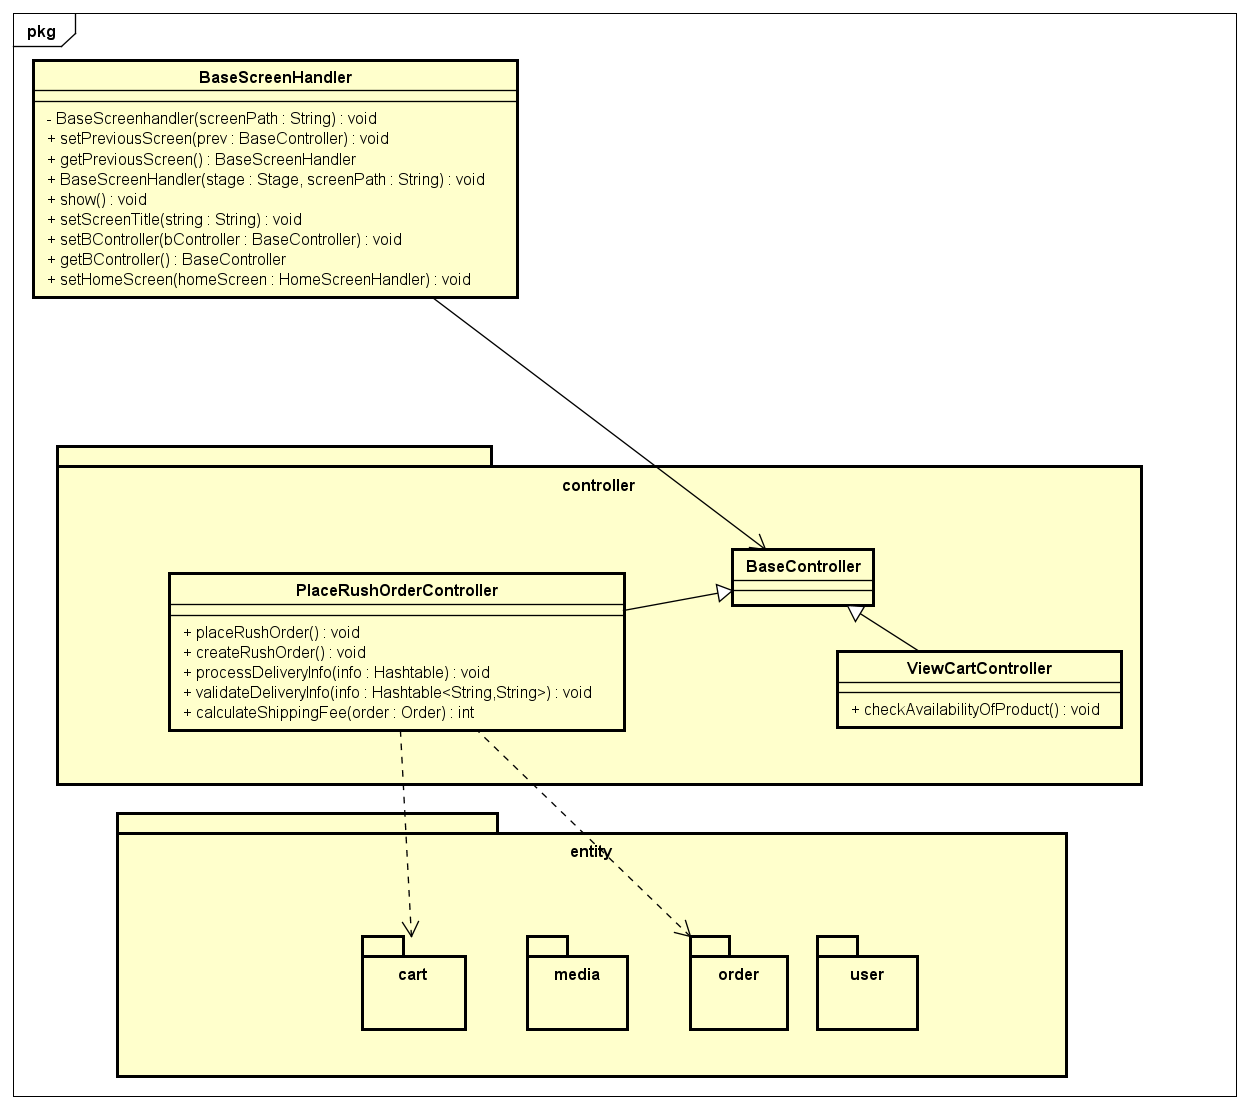 pkg
BaseScreenHandler
- BaseScreenhandler(screenPath : String) : void
+ setPreviousScreen(prev : BaseController) : void
+ getPreviousScreen() : BaseScreenHandler
+ BaseScreenHandler(stage : Stage, screenPath : String) : void
+ show() : void
+ setScreenTitle(string : String) : void
+ setBController(bController : BaseController) : void
+ getBController() : BaseController
+ setHomeScreen(homeScreen : HomeScreenHandler) : void
controller
BaseController
PlaceRushOrderController
+ placeRushOrder() : void
+ createRushOrder() : void
+ processDeliveryInfo(info : Hashtable) : void
+ validateDeliveryInfo(info : Hashtable<String,String>) : void
+ calculateShippingFee(order : Order) : int
ViewCartController
+ checkAvailabilityOfProduct() : void
entity
cart
media
order
user